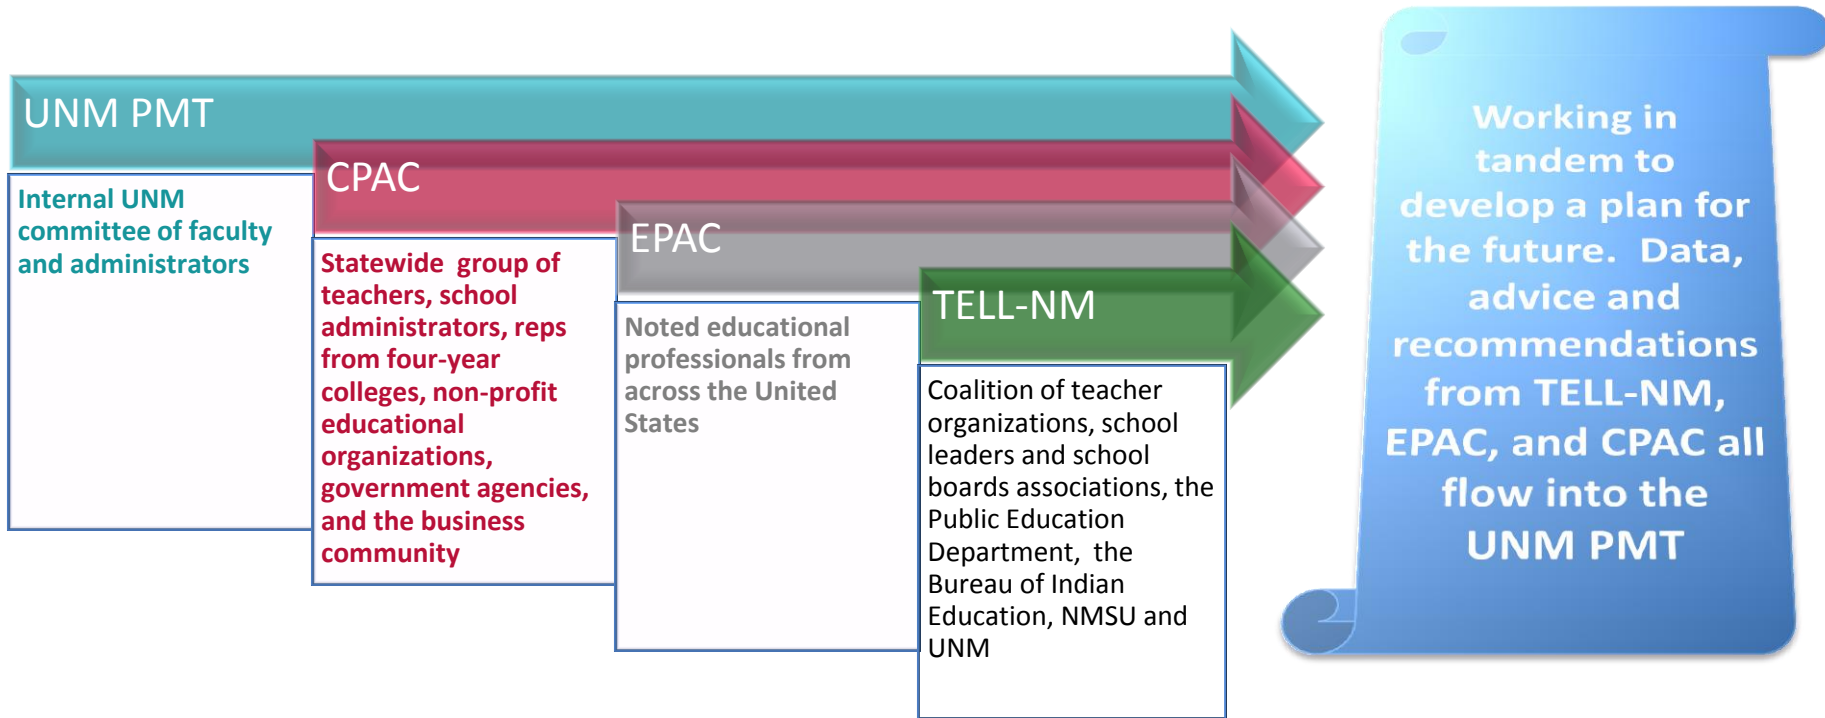 UNM PMT
Internal UNM
committee of faculty
and administrators
CPAC
Statewide group of
teachers, school
administrators, reps
from four-year
colleges, non-profit
educational
organizations,
government agencies,
and the business
community
EPAC
Noted educational
professionals from
across the United
States
TELL-NM
Coalition of teacher
organizations, school
leaders and school
boards associations, the
Public Education
Department, the
Bureau of Indian
Education, NMSU and
UNM
Working in
tandem to
develop a plan for
the future. Data,
advice and
recommendations
from TELL-NM,
EPAC, and CPAC all
flow into the
UNM PMT